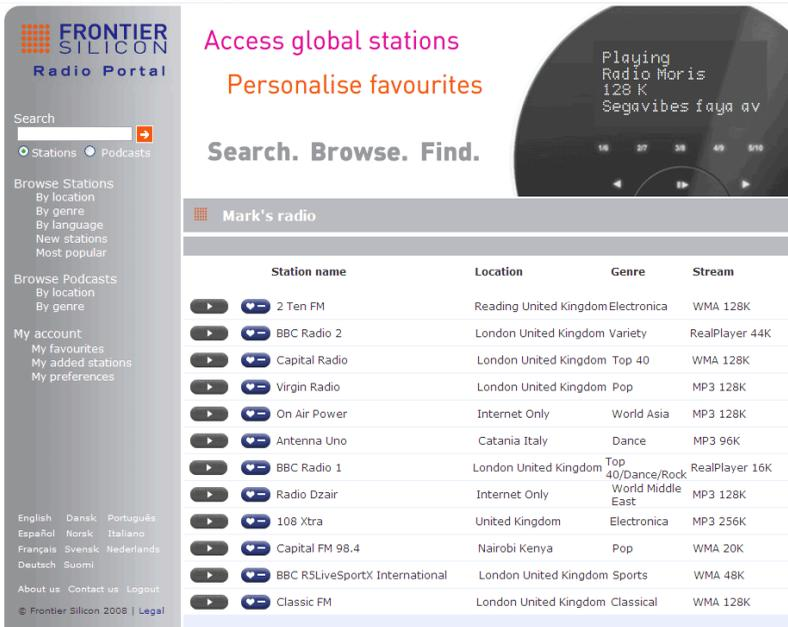 FRONTIER
SILICON
Radio Portal
Search
Stations Podcasts
Browse Stations
By location
By genre
By language
New stations
Most popular
Browse Podcasts
By location
By genre
My account
My favourites
My added stations
My preferences
English Dansk Português
Español Norsk Italiano
Français Svensk Nederlands
Deutsch Suomi
About us Contact us Logout
© Frontier Silicon 2008 | Legal
Access global stations
Personalise favourites
Search. Browse. Find.
Playing
Radio Moris
128 K
Segavibes faya av
1/6 2/7 3/8 4/9 5/10
Mark's radio
Station name Location Genre Stream
2 Ten FM Reading United Kingdom Electronica WMA 128K
BBC Radio 2 London United Kingdom Variety RealPlayer 44K
Capital Radio London United Kingdom Top 40 WMA 128K
Virgin Radio London United Kingdom Pop MP3 128K
On Air Power Internet Only World Asia MP3 128K
Antenna Uno Catania Italy Dance MP3 96K
BBC Radio 1 London United Kingdom Top 40/Dance/Rock RealPlayer 16K
Radio Dzair Internet Only World Middle East MP3 128K
108 Xtra United Kingdom Electronica MP3 256K
Capital FM 98.4 Nairobi Kenya Pop WMA 20K
BBC R5LiveSportX International London United Kingdom Sports WMA 48K
Classic FM London United Kingdom Classical WMA 128K